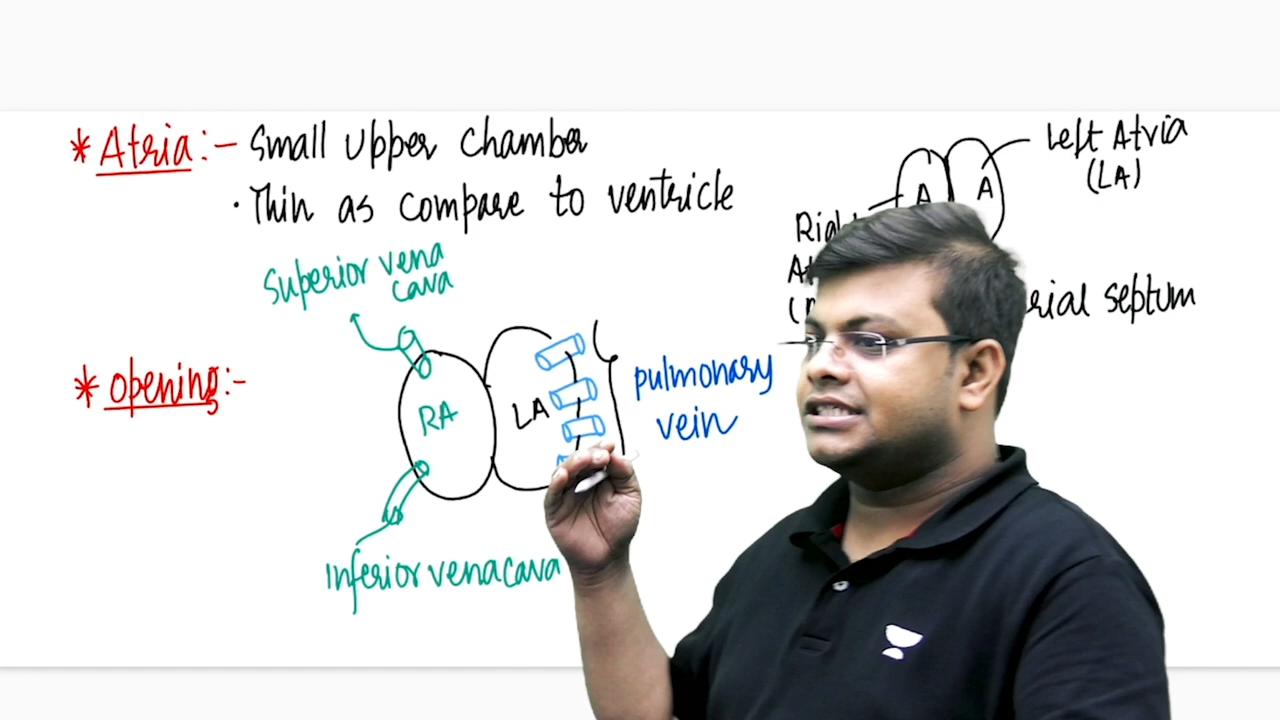 * Atria:- Small Upper Chamber
• Thin as compare to ventricle
Left Atria
(LA)
A A
septum
Superior vena
cava
* opening:-
RA
LA
pulmonary
vein
Inferior venacava